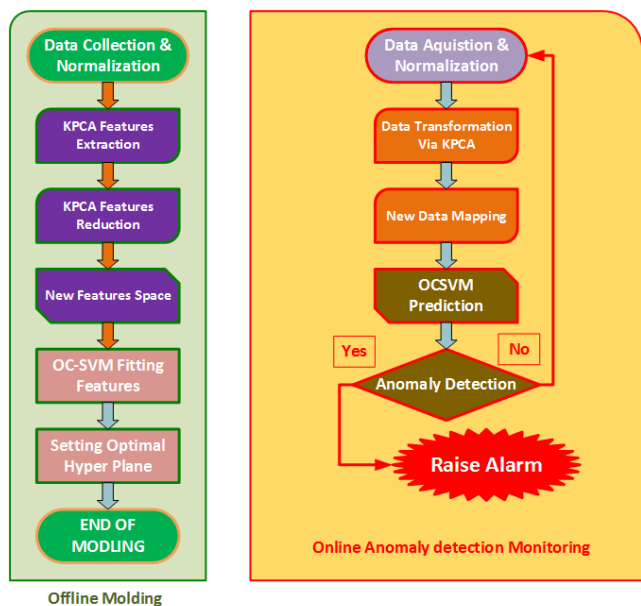 Data Collection &
Normalization
KPCA Features
Extraction
KPCA Features
Reduction
New Features Space
OC-SVM Fitting
Features
Setting Optimal
Hyper Plane
END OF
MODLING
Offline Molding
Data Aquistion &
Normalization
Data Transformation
Via KPCA
New Data Mapping
OCSVM
Prediction
Yes
No
Anomaly Detection
Raise Alarm
Online Anomaly detection Monitoring